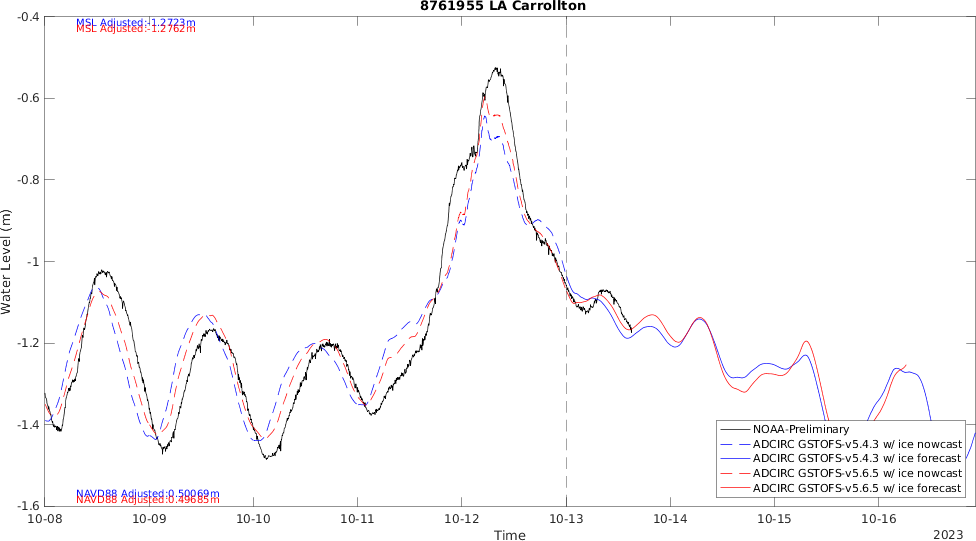 8761955 LA Carrollton
MSL Adjusted:-1.2723m
MSL Adjusted:-1.2762m
-0.4
-0.6
-0.8
-1
-1.2
-1.4
-1.6
Water Level (m)
NOAA-Preliminary
ADCIRC GSTOFS-v5.4.3 w/ ice nowcast
ADCIRC GSTOFS-v5.4.3 w/ ice forecast
ADCIRC GSTOFS-v5.6.5 w/ ice nowcast
ADCIRC GSTOFS-v5.6.5 w/ ice forecast
NAVD88 Adjusted:0.50069m
NAVD88 Adjusted:0.49685m
10-08 10-09 10-10 10-11 10-12 10-13 10-14 10-15 10-16
Time
2023